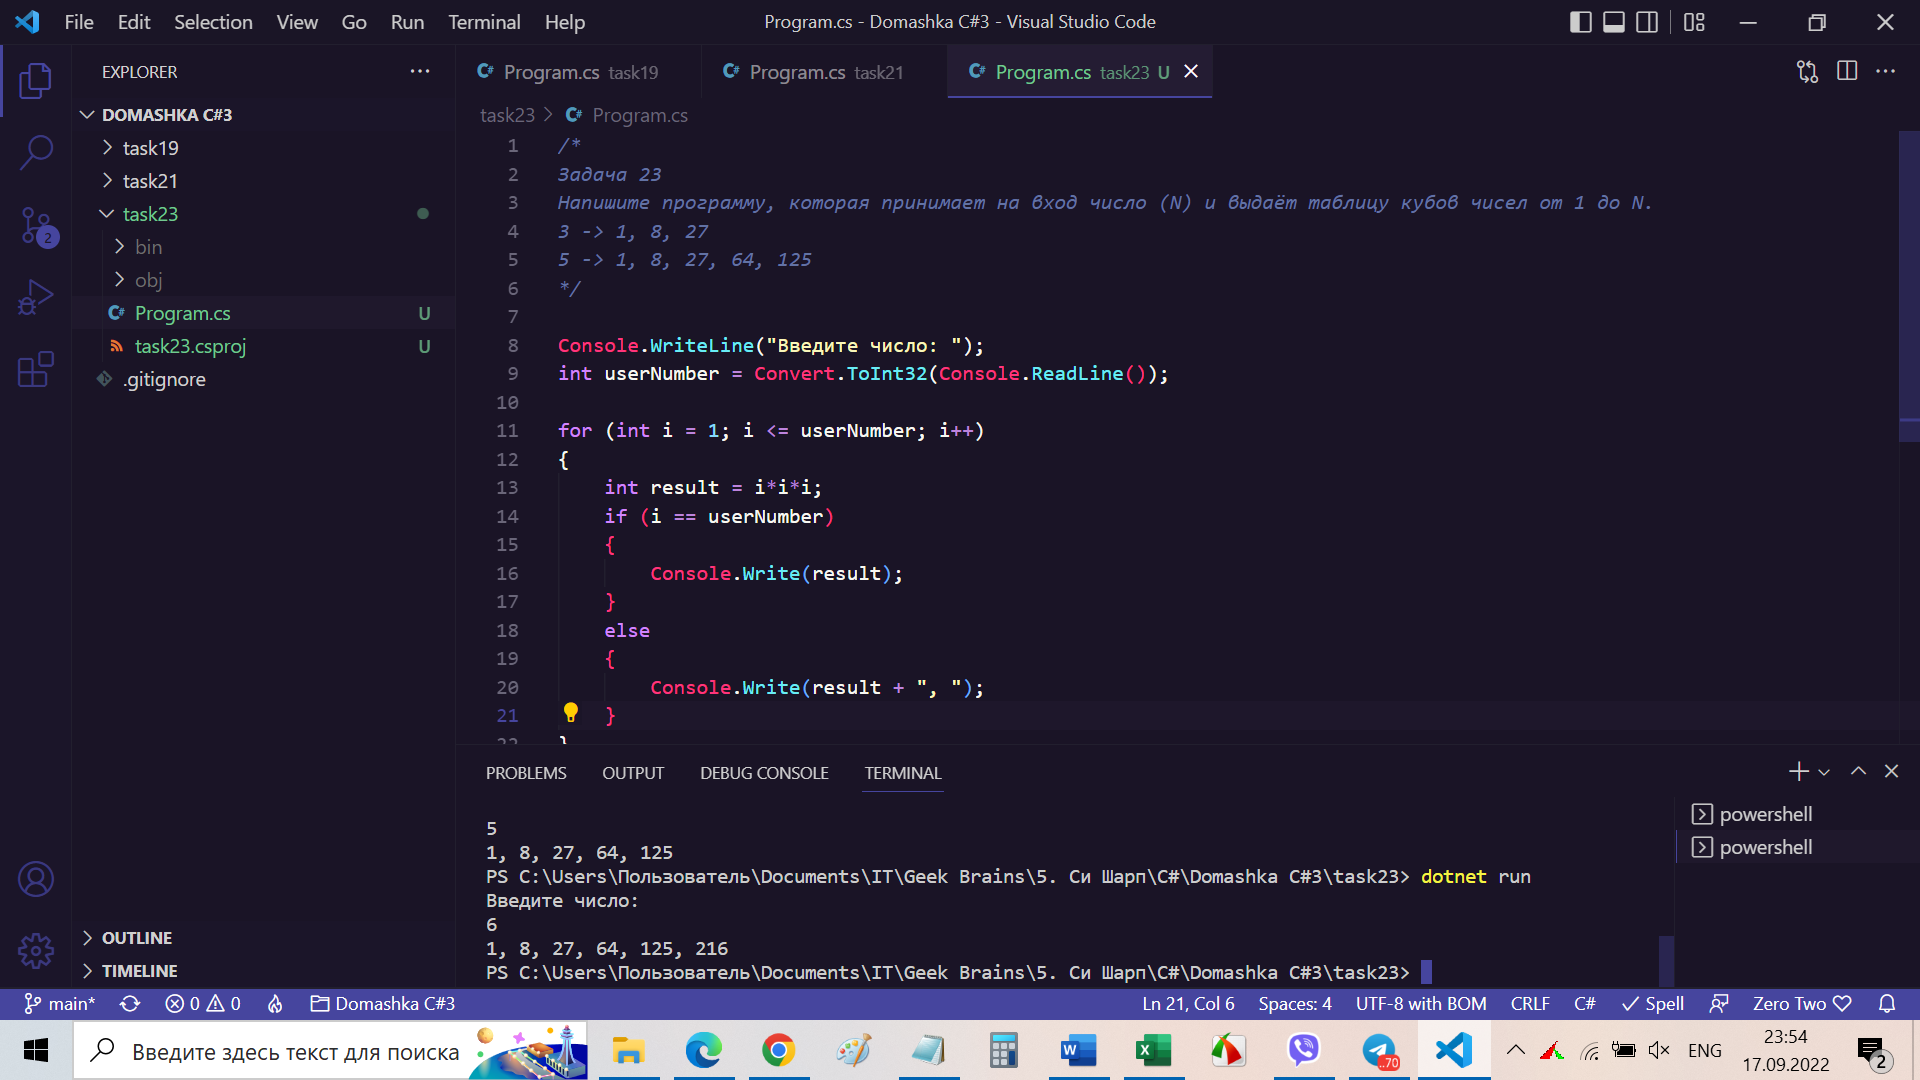 File Edit Selection View Go Run Terminal Help
Program.cs - Domashka C#3 - Visual Studio Code
EXPLORER
DOMASHKA C#3
task19
task21
task23
bin
obj
Program.cs U
task23.csproj U
.gitignore
OUTLINE
TIMELINE
2
Program.cs task19
Program.cs task21
Program.cs task23 U
task23 > Program.cs
1 /*
2 Задача 23
3 Напишите программу, которая принимает на вход число (N) и выдаёт таблицу кубов чисел от 1 до N.
4 3 -> 1, 8, 27
5 5 -> 1, 8, 27, 64, 125
6 */
7
8 Console.WriteLine("Введите число: ");
9 int userNumber = Convert.ToInt32(Console.ReadLine());
10
11 for (int i = 1; i <= userNumber; i++)
12 {
13 int result = i*i*i;
14 if (i == userNumber)
15 {
16 Console.Write(result);
17 }
18 else
19 {
20 Console.Write(result + ", ");
21 }
22 }
PROBLEMS OUTPUT DEBUG CONSOLE TERMINAL
5
1, 8, 27, 64, 125
PS C:\Users\Пользователь\Documents\IT\Geek Brains\5. Си Шарп\C#\Domashka C#3\task23> dotnet run
Введите число:
6
1, 8, 27, 64, 125, 216
PS C:\Users\Пользователь\Documents\IT\Geek Brains\5. Си Шарп\C#\Domashka C#3\task23>
powershell
powershell
main* 0 0 Domashka C#3 Ln 21, Col 6 Spaces: 4 UTF-8 with BOM CRLF C# Spell Zero Two
Введите здесь текст для поиска
..70
ENG
23:54
17.09.2022
2